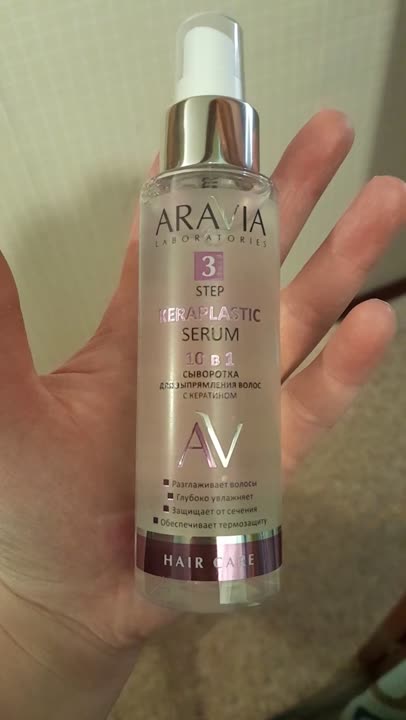 ARAVIA
LABORATORIES
3
STEP
KERAPLASTIC
SERUM
10 в 1
СЫВОРОТКА
ДЛЯ ВЫПРЯМЛЕНИЯ ВОЛОС
С КЕРАТИНОМ
AV
Разглаживает волосы
Глубоко увлажняет
Защищает от сечения
Обеспечивает термозащиту
HAIR CARE